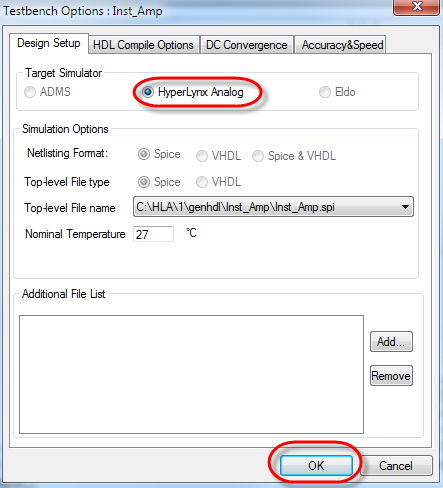 Testbench Options : Inst_Amp
Design Setup HDL Compile Options DC Convergence Accuracy&Speed
Target Simulator
ADMS HyperLynx Analog Eldo
Simulation Options
Netlisting Format: Spice VHDL Spice & VHDL
Top-level File type Spice VHDL
Top-level File name C:\HLA\1\genhdl\Inst_Amp\Inst_Amp.spi
Nominal Temperature 27 °C
Additional File List
Add...
Remove
OK Cancel